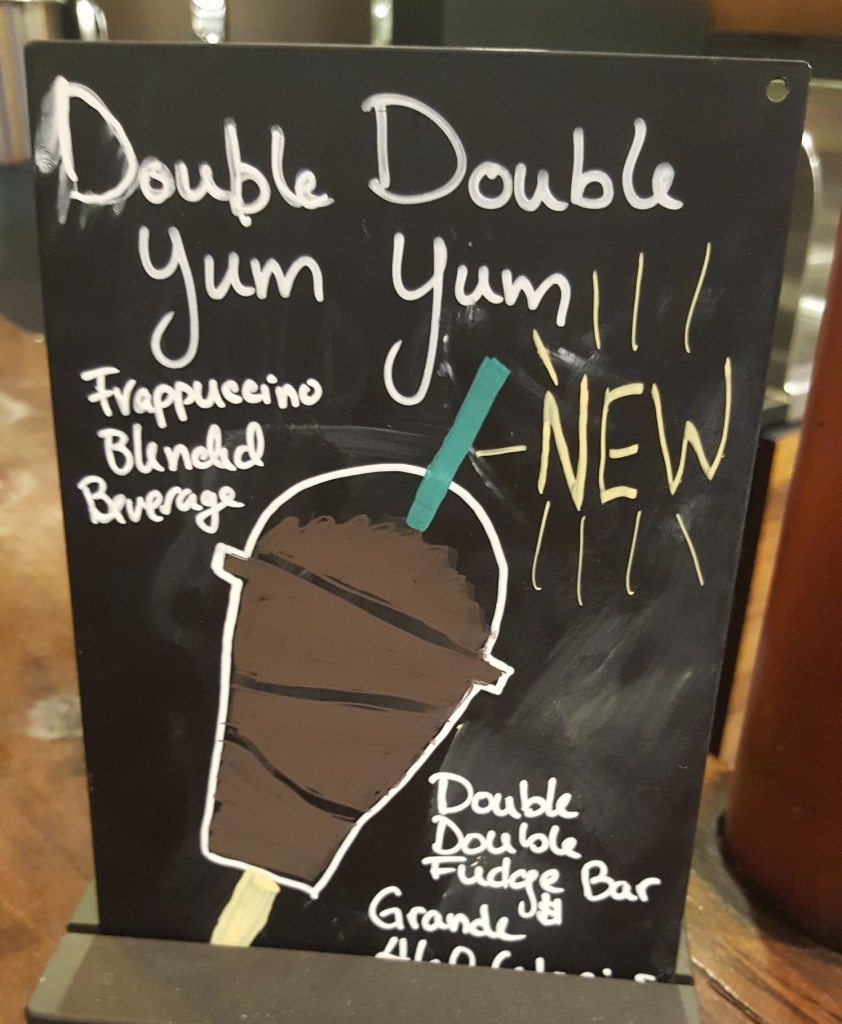 Double Double
Yum Yum
Frappuccino
Blended
Beverage
NEW
Double
Double
Fudge Bar
Grande